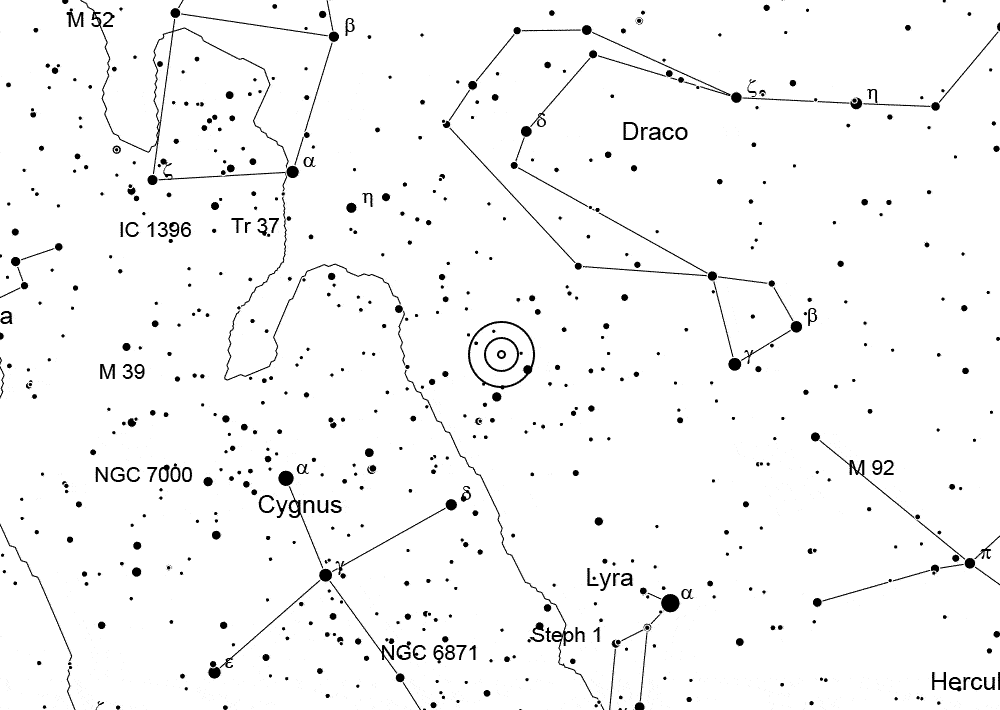 M 52
β
ζ
η
δ
Draco
α
ζ
η
IC 1396
Tr 37
a
β
γ
M 39
M 92
α
NGC 7000
δ
Cygnus
γ
π
Lyra
α
Steph 1
NGC 6871
ε
Hercul